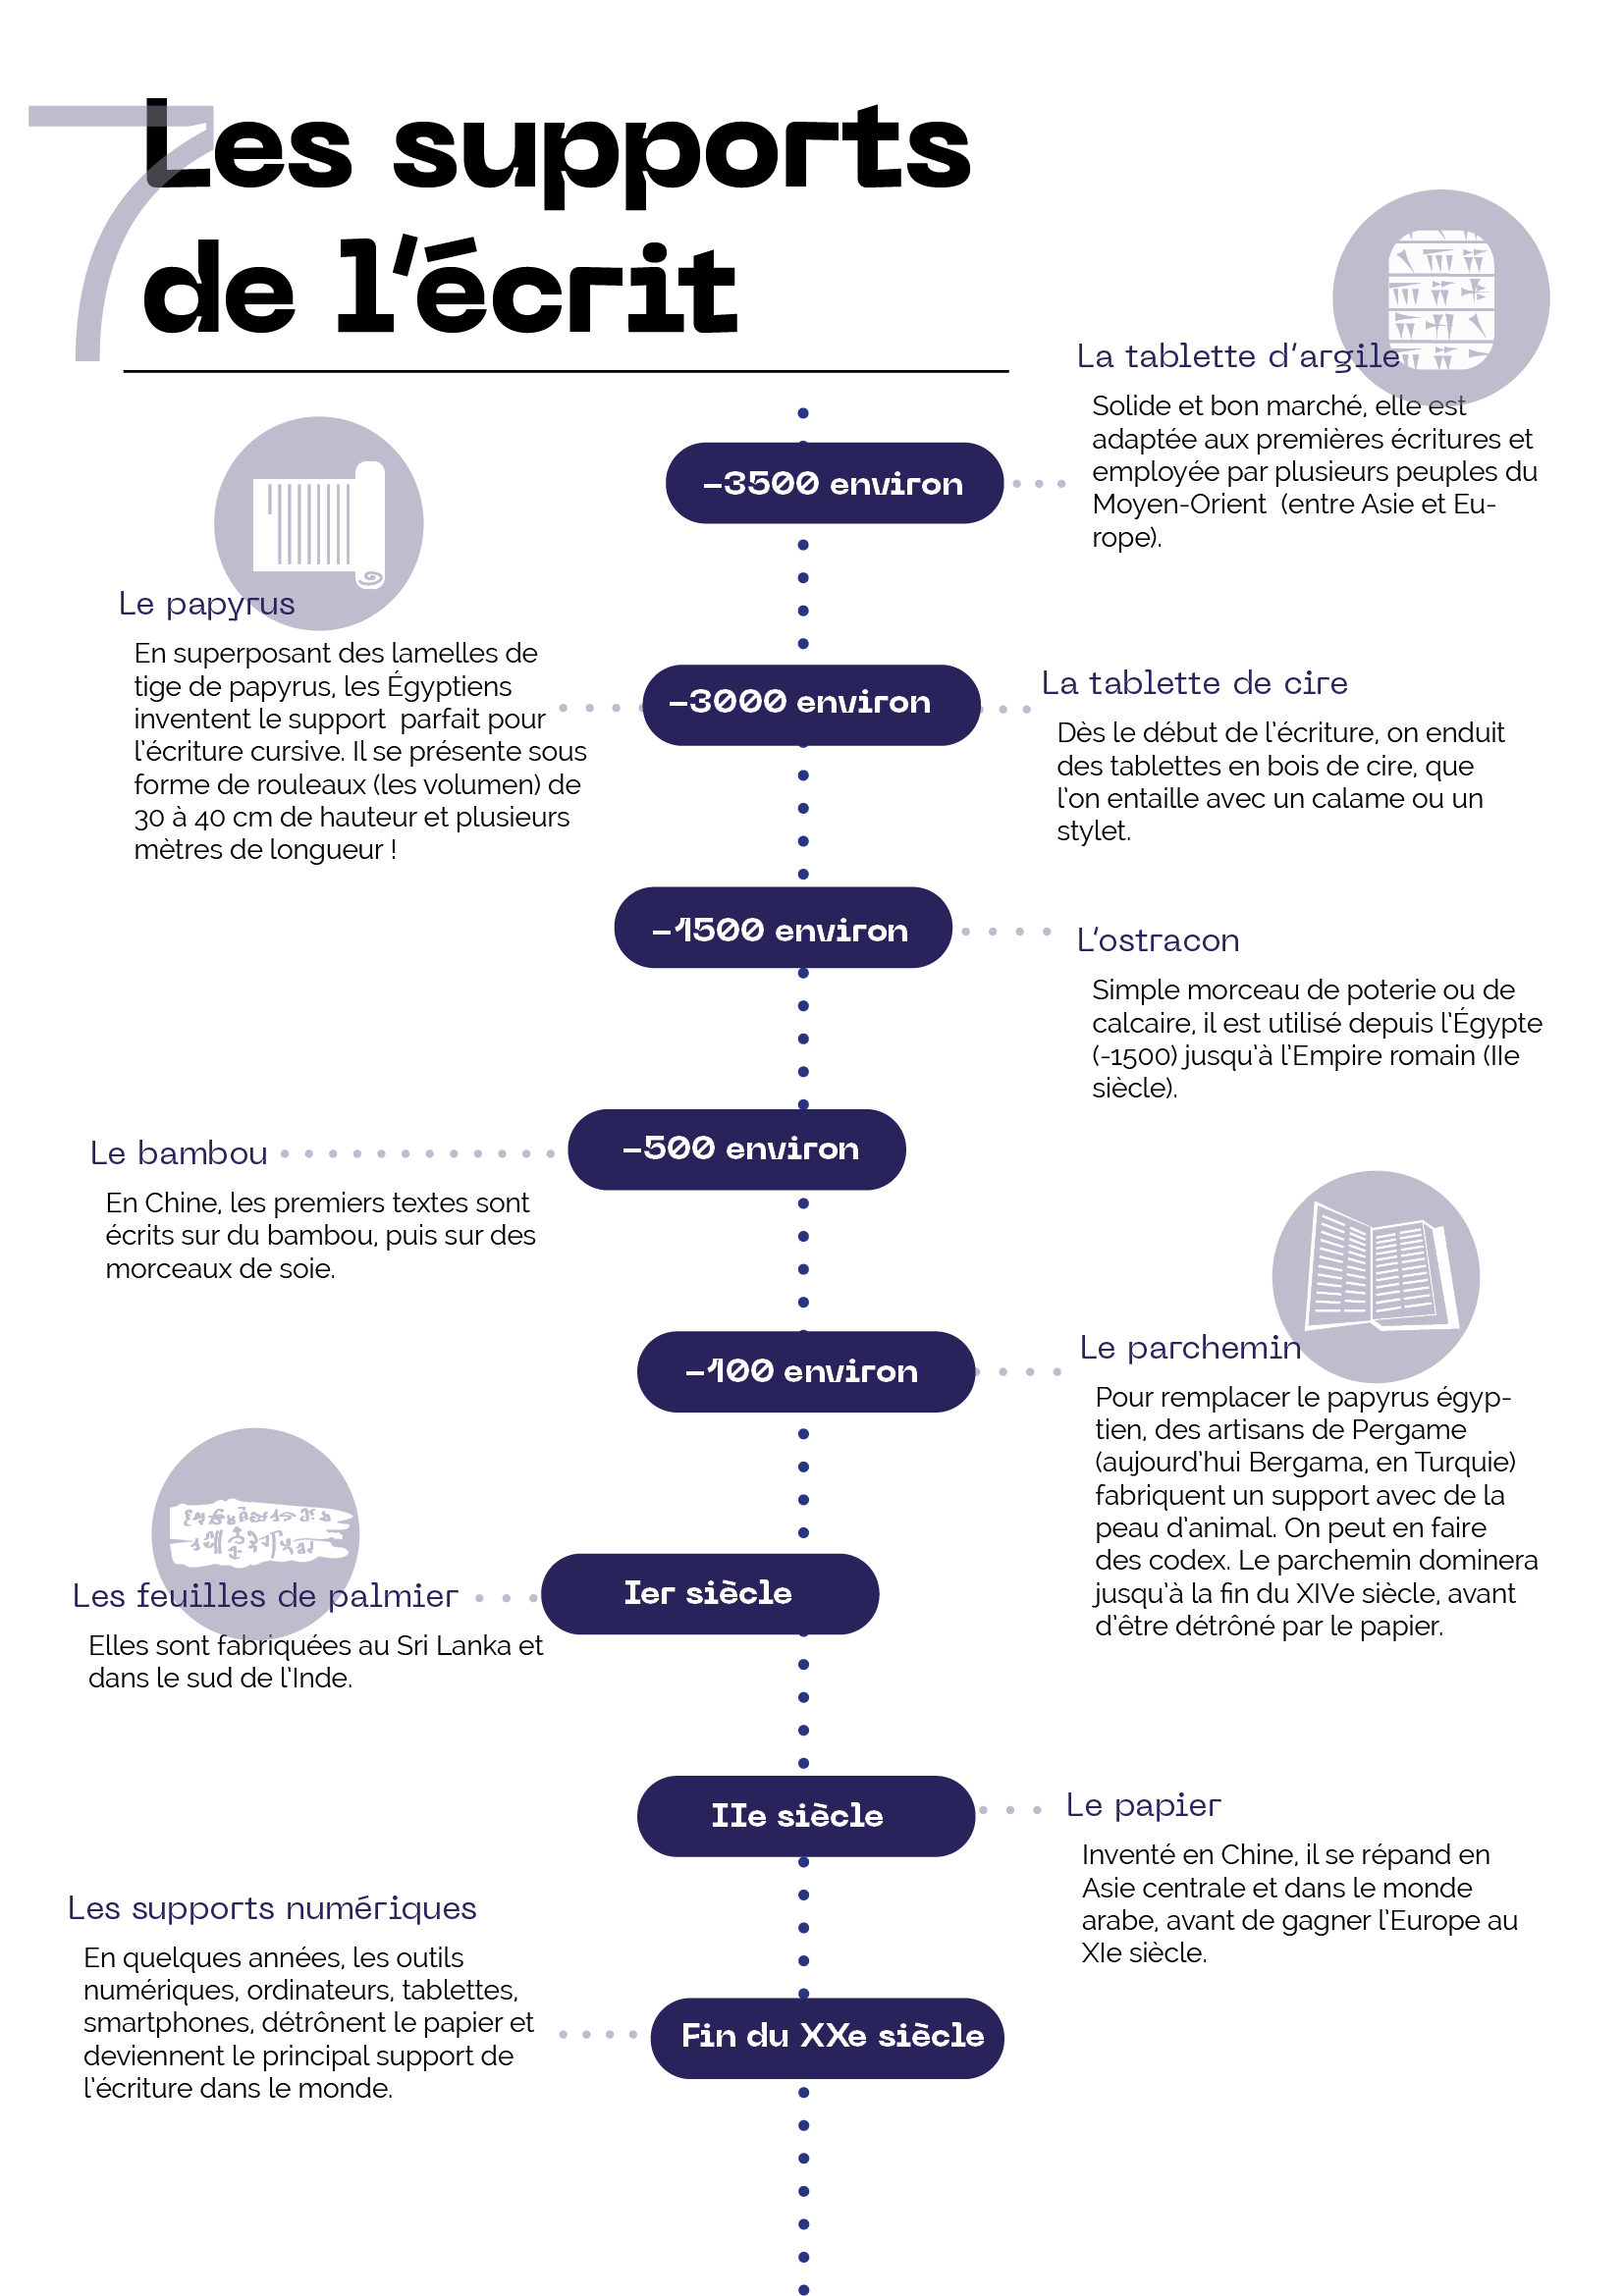 7
Les supports
de l'écrit
La tablette d'argile
Solide et bon marché, elle est
adaptée aux premières écritures et
employée par plusieurs peuples du
Moyen-Orient  (entre Asie et Eu-
rope).
-3500 environ
Le papyrus
En superposant des lamelles de
tige de papyrus, les Égyptiens
inventent le support  parfait pour
l'écriture cursive. Il se présente sous
forme de rouleaux (les volumen) de
30 à 40 cm de hauteur et plusieurs
mètres de longueur !
-3000 environ
La tablette de cire
Dès le début de l'écriture, on enduit
des tablettes en bois de cire, que
l'on entaille avec un calame ou un
stylet.
-1500 environ
L'ostracon
Simple morceau de poterie ou de
calcaire, il est utilisé depuis l'Égypte
(-1500) jusqu'à l'Empire romain (IIe
siècle).
Le bambou
-500 environ
En Chine, les premiers textes sont
écrits sur du bambou, puis sur des
morceaux de soie.
-100 environ
Le parchemin
Pour remplacer le papyrus égyp-
tien, des artisans de Pergame
(aujourd'hui Bergama, en Turquie)
fabriquent un support avec de la
peau d'animal. On peut en faire
des codex. Le parchemin dominera
jusqu'à la fin du XIVe siècle, avant
d'être détrôné par le papier.
Les feuilles de palmier
Ier siècle
Elles sont fabriquées au Sri Lanka et
dans le sud de l'Inde.
IIe siècle
Le papier
Inventé en Chine, il se répand en
Asie centrale et dans le monde
arabe, avant de gagner l'Europe au
XIe siècle.
Les supports numériques
En quelques années, les outils
numériques, ordinateurs, tablettes,
smartphones, détrônent le papier et
deviennent le principal support de
l'écriture dans le monde.
Fin du XXe siècle